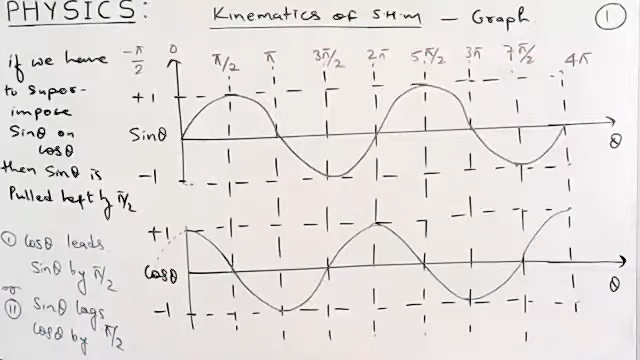 PHYSICS:
Kinematics of S.H.M — Graph
1
if we have
to super-
impose
Sinθ on
cosθ
then Sinθ is
Pulled left by π/2
I cosθ leads
Sinθ by π/2
or
II Sinθ lags
cosθ by π/2
-π/2 0 π/2 π 3π/2 2π 5π/2 3π 7π/2 4π
+1
Sinθ
θ
-1
+1
cosθ
θ
-1